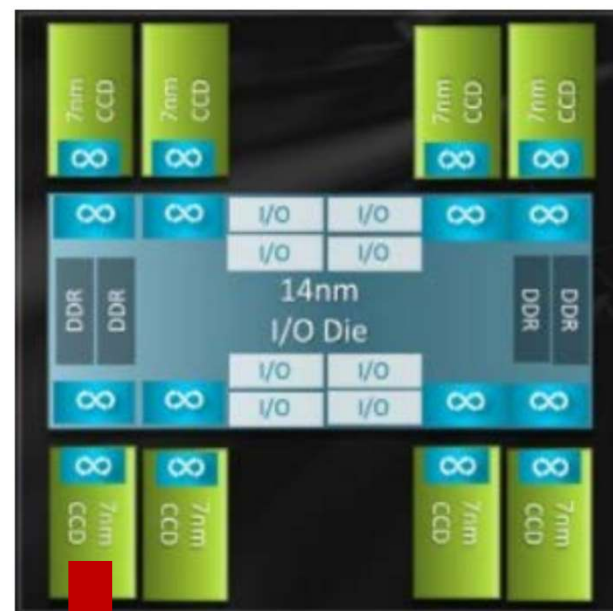 7nm CCD
7nm CCD
7nm CCD
7nm CCD
∞ ∞ ∞ ∞
∞ ∞ I/O I/O ∞ ∞
I/O I/O
DDR DDR 14nm DDR DDR
I/O Die
I/O I/O
∞ ∞ I/O I/O ∞ ∞
∞ ∞ ∞ ∞
7nm CCD
7nm CCD
7nm CCD
7nm CCD